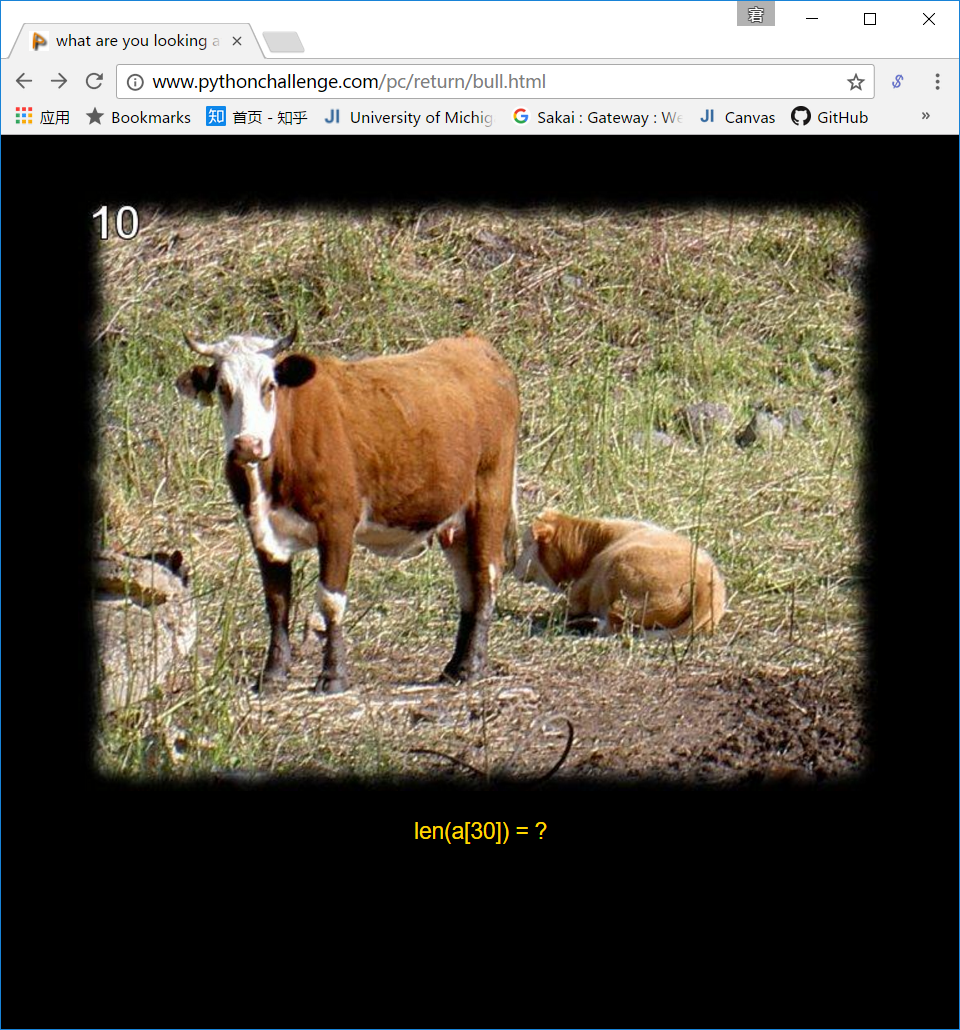 窘
what are you looking a
www.pythonchallenge.com/pc/return/bull.html
应用 Bookmarks 知 首页 - 知乎 JI University of Michig G Sakai : Gateway : We JI Canvas GitHub »
10
len(a[30]) = ?